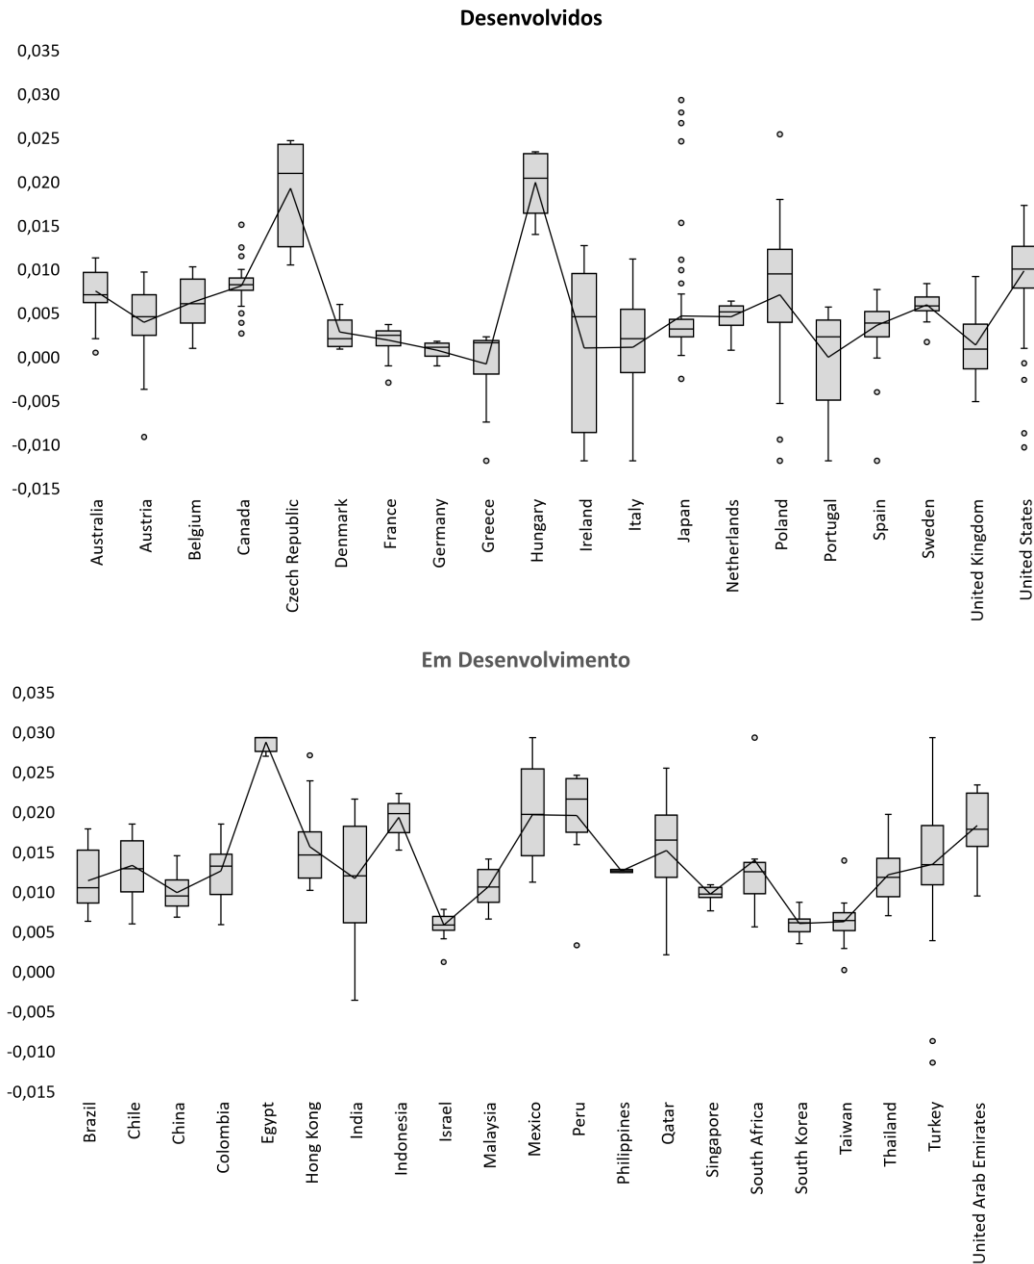 Desenvolvidos
0,035
0,030
0,025
0,020
0,015
0,010
0,005
0,000
-0,005
-0,010
-0,015
Australia
Austria
Belgium
Canada
Czech Republic
Denmark
France
Germany
Greece
Hungary
Ireland
Italy
Japan
Netherlands
Poland
Portugal
Spain
Sweden
United Kingdom
United States
Em Desenvolvimento
0,035
0,030
0,025
0,020
0,015
0,010
0,005
0,000
-0,005
-0,010
-0,015
Brazil
Chile
China
Colombia
Egypt
Hong Kong
India
Indonesia
Israel
Malaysia
Mexico
Peru
Philippines
Qatar
Singapore
South Africa
South Korea
Taiwan
Thailand
Turkey
United Arab Emirates